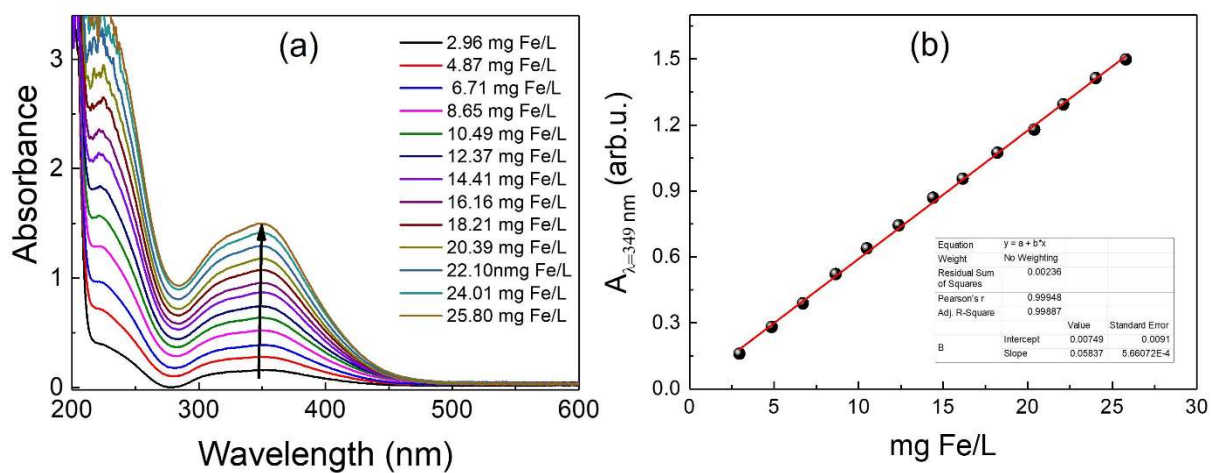 (a)
Absorbance
3
2
1
0
200
300
400
500
600
Wavelength (nm)
2.96 mg Fe/L
4.87 mg Fe/L
6.71 mg Fe/L
8.65 mg Fe/L
10.49 mg Fe/L
12.37 mg Fe/L
14.41 mg Fe/L
16.16 mg Fe/L
18.21 mg Fe/L
20.39 mg Fe/L
22.10nmg Fe/L
24.01 mg Fe/L
25.80 mg Fe/L
(b)
Aλ=349 nm (arb.u.)
1.5
1.2
0.9
0.6
0.3
0.0
0
5
10
15
20
25
30
mg Fe/L
Equation y = a + b*x
Weight No Weighting
Residual Sum of Squares 0.00236
Pearson's r 0.99948
Adj. R-Square 0.99887
Value Standard Error
B Intercept 0.00749 0.0091
Slope 0.05837 5.66072E-4